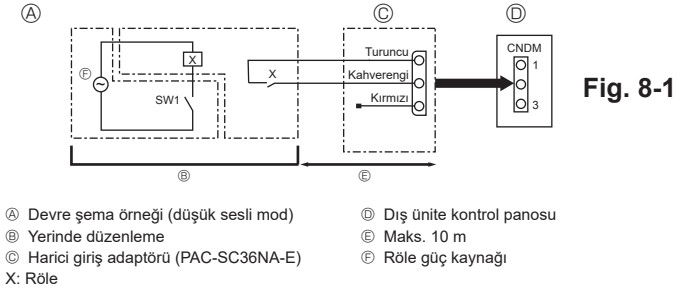 Ⓐ Ⓒ Ⓓ
Turuncu
Kahverengi
Kırmızı
X
SW1
X
Ⓕ
CNDM
1
3
Fig. 8-1
Ⓑ Ⓔ
Ⓐ Devre şema örneği (düşük sesli mod)
Ⓑ Yerinde düzenleme
Ⓒ Harici giriş adaptörü (PAC-SC36NA-E)
X: Röle
Ⓓ Dış ünite kontrol panosu
Ⓔ Maks. 10 m
Ⓕ Röle güç kaynağı